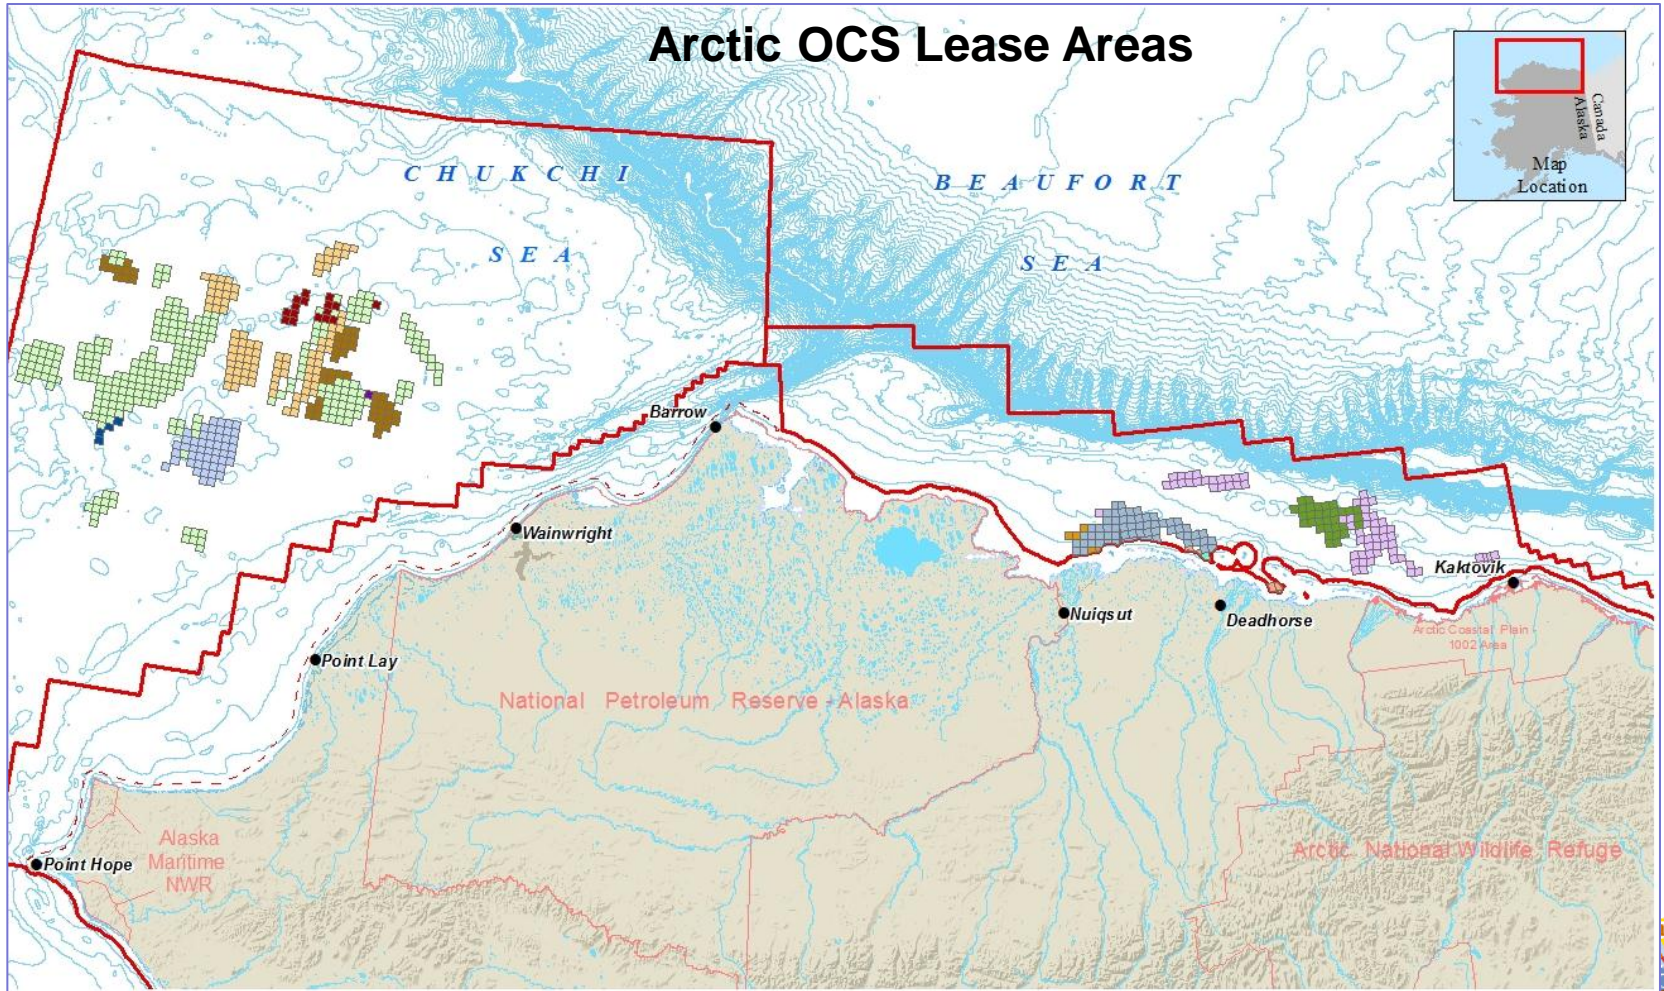 Arctic OCS Lease Areas
Canada
Alaska
Map
Location
CHUKCHI
SEA
BEAUFORT
SEA
Barrow
Wainwright
Kaktovik
Nuiqsut
Deadhorse
Arctic Coastal Plain -
1002 Area
Point Lay
National Petroleum Reserve - Alaska
Alaska
Maritime
NWR
Point Hope
Arctic National Wildlife Refuge